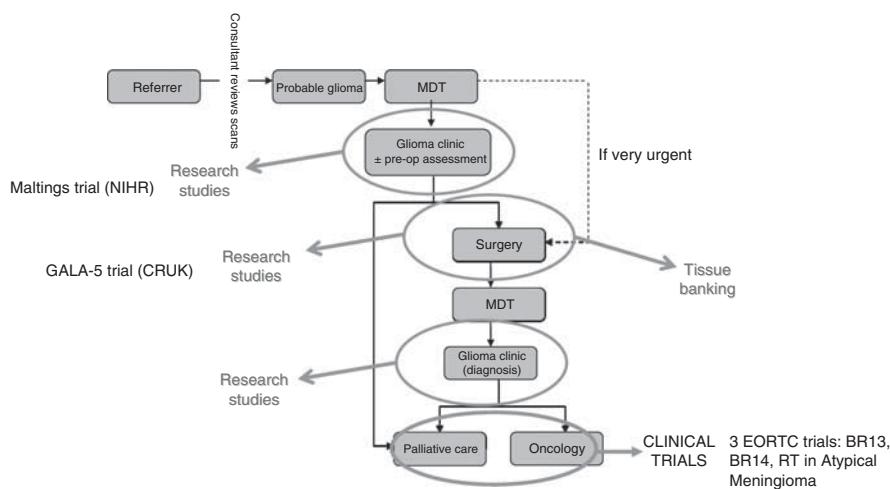 Consultant reviews scans
Referrer
Probable glioma
MDT
Glioma clinic
± pre-op assessment
If very urgent
Research
studies
Maltings trial (NIHR)
Surgery
Research
studies
GALA-5 trial (CRUK)
Tissue
banking
MDT
Glioma clinic
(diagnosis)
Research
studies
Palliative care
Oncology
CLINICAL
TRIALS
3 EORTC trials: BR13,
BR14, RT in Atypical
Meningioma